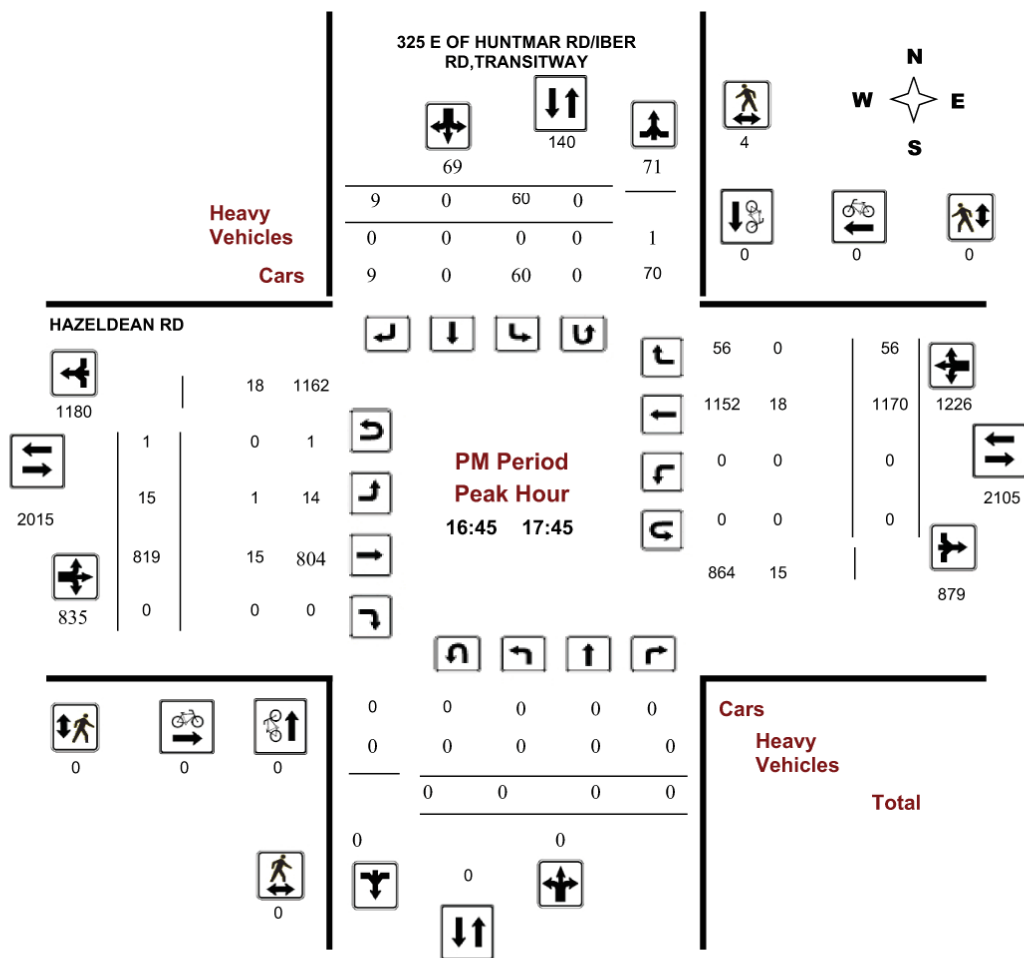 325 E OF HUNTMAR RD/IBER
RD,TRANSITWAY
N
W E
S
140
4
69 71
9 0 60 0
Heavy
Vehicles
0 0 0 0 1
Cars
9 0 60 0 70
0 0 0
HAZELDEAN RD
1180
18 1162
1 0 1
2015
15 1 14
819 15 804
835
0 0 0
PM Period
Peak Hour
16:45 17:45
56 0 56
1152 18 1170 1226
0 0 0
2105
0 0 0
864 15
879
0 0 0
0
0 0 0 0 0
0 0 0 0 0
0 0 0 0
0 0
0
Cars
Heavy
Vehicles
Total